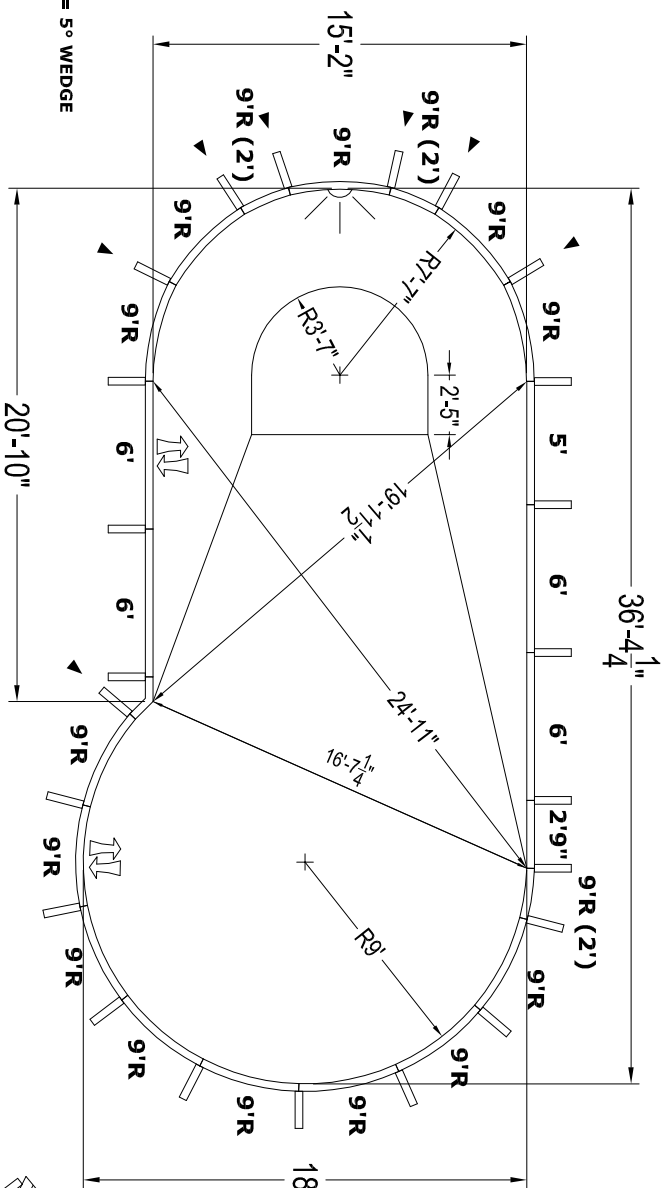 = 5° WEDGE
15'-2"
9'R (2')
9'R
9'R (2')
9'R
9'R
9'R
9'R
R7'-7"
R3'-7"
2'-5"
20'-10"
36'-4 1/4"
6'
6'
5'
6'
6'
2'9"
19'-11 1/2"
24'-11"
16'-7 1/4"
9'R (2')
9'R
9'R
9'R
9'R
9'R
9'R
9'R
9'R
R9'
18